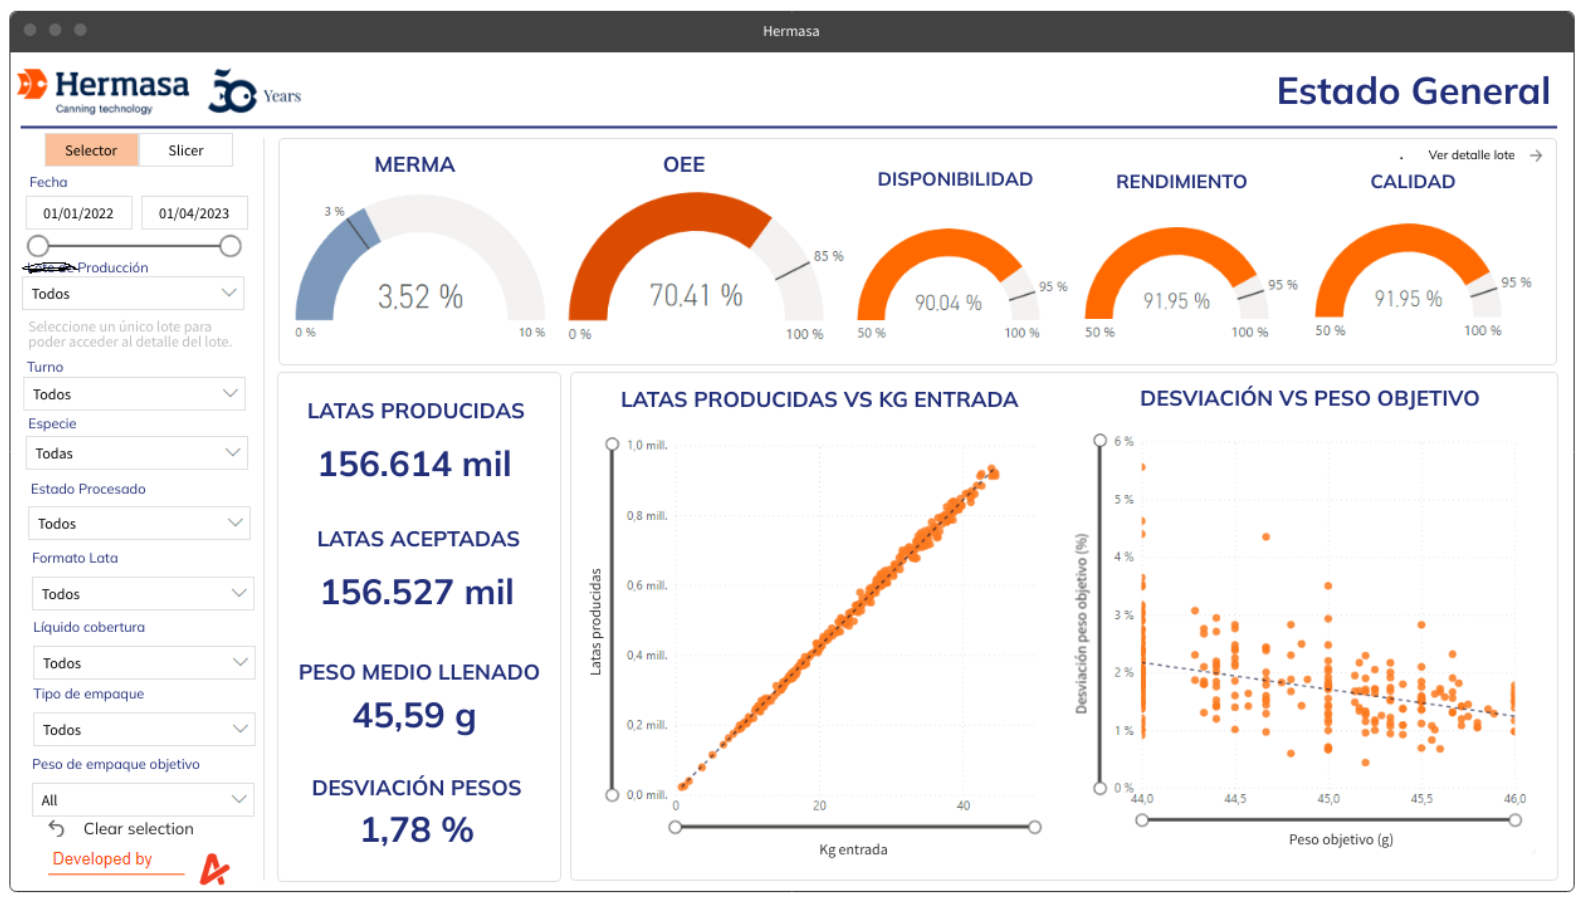 Hermasa
Hermasa
Canning technology
50 Years
Estado General
Selector
Slicer
Fecha
01/01/2022
01/04/2023
de Producción
Todos
Seleccione un único lote para
poder acceder al detalle del lote.
Turno
Todos
Especie
Todas
Estado Procesado
Todos
Formato Lata
Todos
Líquido cobertura
Todos
Tipo de empaque
Todos
Peso de empaque objetivo
All
Clear selection
Developed by
Ver detalle lote
MERMA
3 %
3,52 %
0 %
10 %
OEE
85 %
70,41 %
0 %
100 %
DISPONIBILIDAD
95 %
90,04 %
50 %
100 %
RENDIMIENTO
95 %
91,95 %
50 %
100 %
CALIDAD
95 %
91,95 %
50 %
100 %
LATAS PRODUCIDAS
156.614 mil
LATAS ACEPTADAS
156.527 mil
PESO MEDIO LLENADO
45,59 g
DESVIACIÓN PESOS
1,78 %
LATAS PRODUCIDAS VS KG ENTRADA
Latas producidas
1,0 mill.
0,8 mill.
0,6 mill.
0,4 mill.
0,2 mill.
0,0 mill.
0
20
40
Kg entrada
DESVIACIÓN VS PESO OBJETIVO
Desviación peso objetivo (%)
6 %
5 %
4 %
3 %
2 %
1 %
0 %
44,0
44,5
45,0
45,5
46,0
Peso objetivo (g)